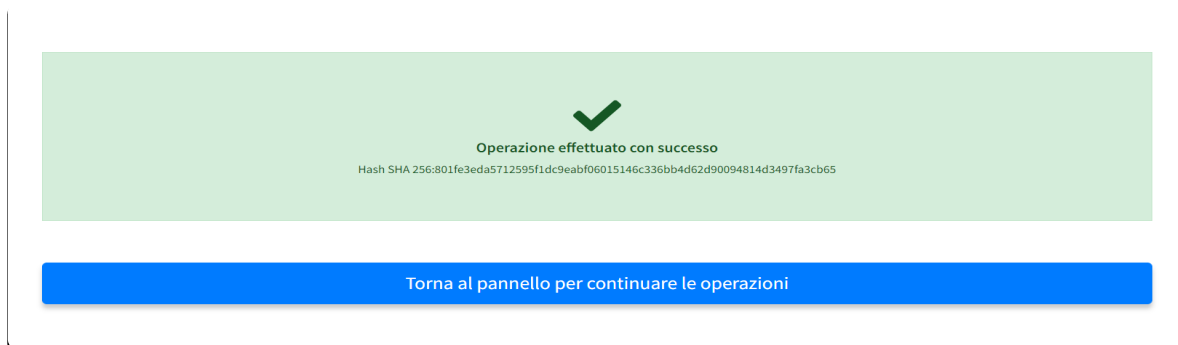 Operazione effettuato con successo
Hash SHA 256:801fe3eda5712595f1dc9eabf06015146c336bb4d62d90094814d3497fa3cb65
Torna al pannello per continuare le operazioni